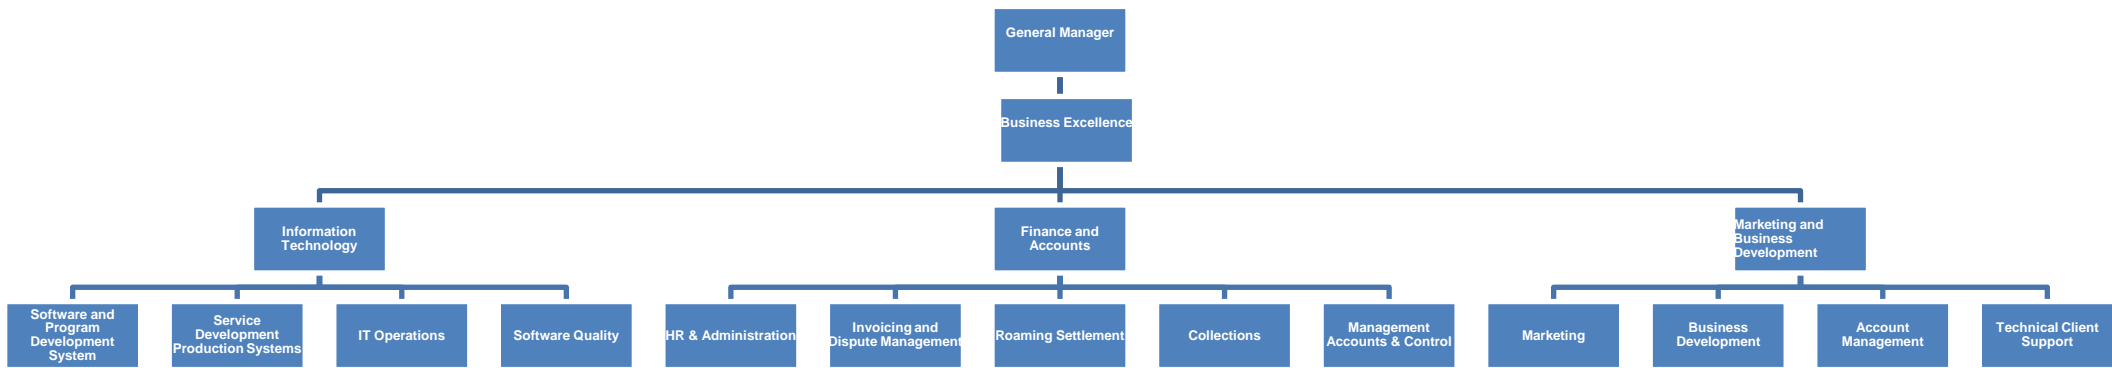 General Manager
Business Excellence
Information
Technology
Finance and
Accounts
Marketing and
Business
Development
Software and
Program
Development
System
Service
Development
Production Systems
IT Operations
Software Quality
HR & Administration
Invoicing and
Dispute Management
Roaming Settlement
Collections
Management
Accounts & Control
Marketing
Business
Development
Account
Management
Technical Client
Support